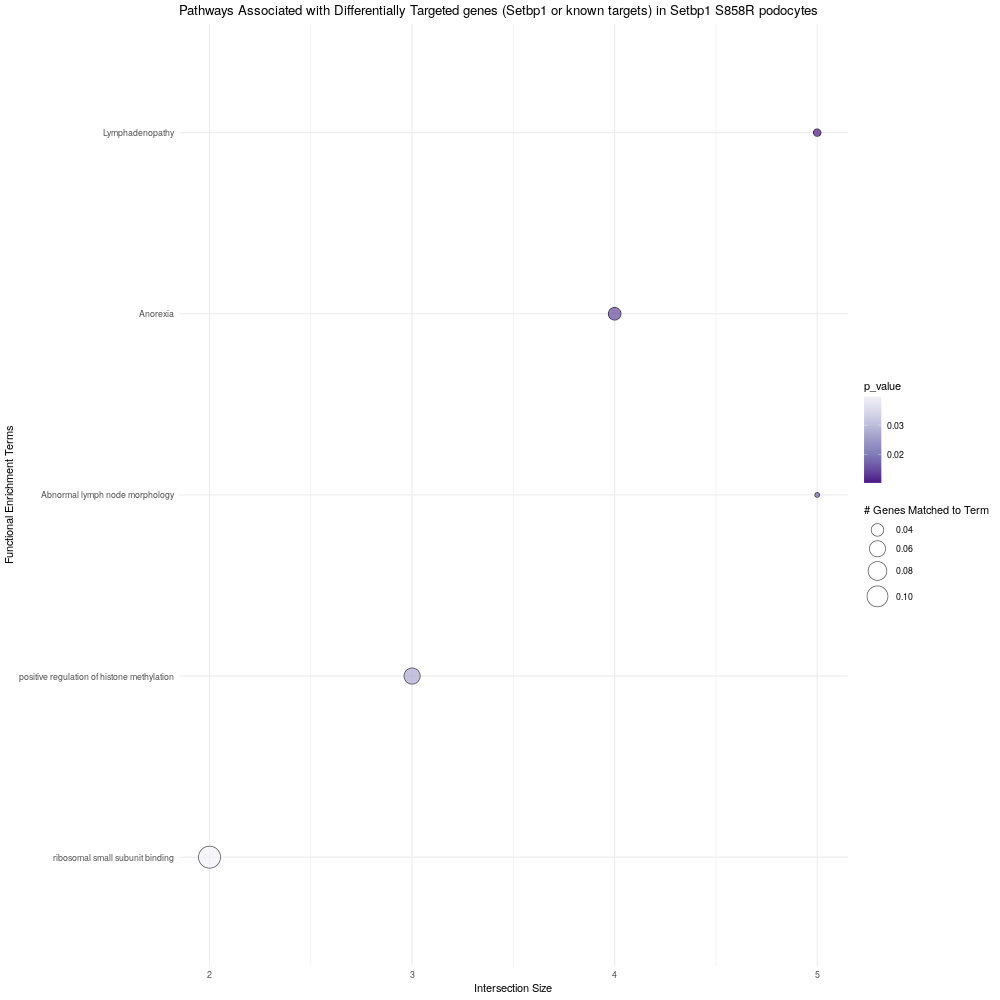 Pathways Associated with Differentially Targeted genes (Setbp1 or known targets) in Setbp1 S858R podocytes
Functional Enrichment Terms
Lymphadenopathy
Anorexia
Abnormal lymph node morphology
positive regulation of histone methylation
ribosomal small subunit binding
2
3
4
5
Intersection Size
p_value
0.03
0.02
# Genes Matched to Term
0.04
0.06
0.08
0.10